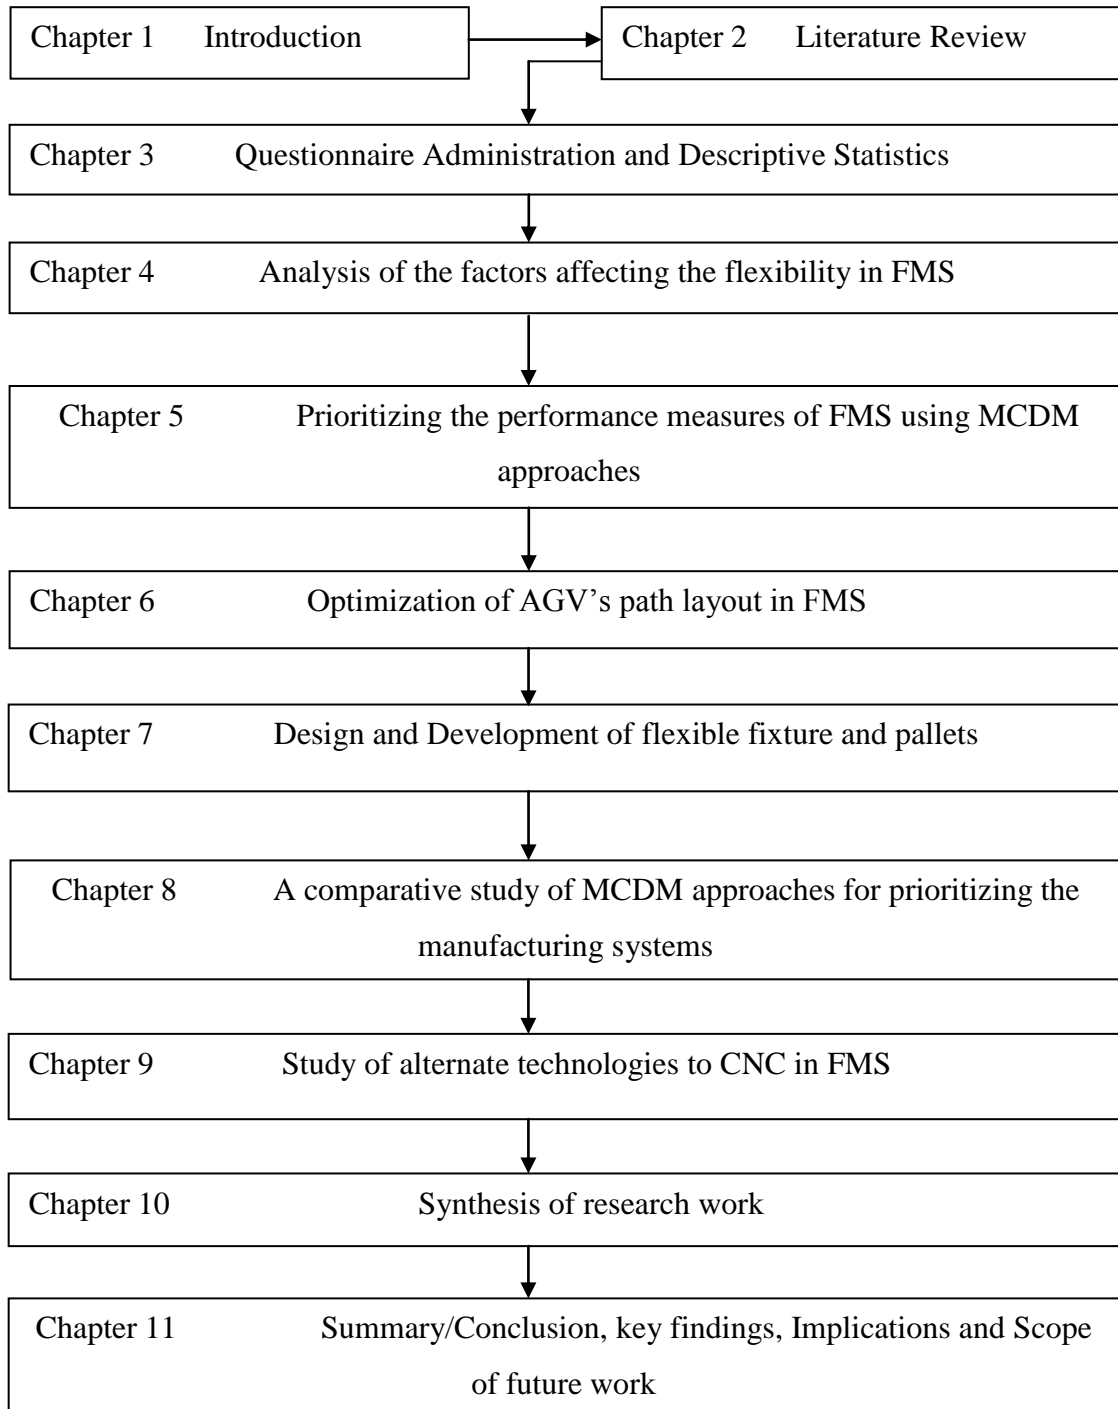 Chapter 1 Introduction
Chapter 2 Literature Review
Chapter 3 Questionnaire Administration and Descriptive Statistics
Chapter 4 Analysis of the factors affecting the flexibility in FMS
Chapter 5 Prioritizing the performance measures of FMS using MCDM
approaches
Chapter 6 Optimization of AGV’s path layout in FMS
Chapter 7 Design and Development of flexible fixture and pallets
Chapter 8 A comparative study of MCDM approaches for prioritizing the
manufacturing systems
Chapter 9 Study of alternate technologies to CNC in FMS
Chapter 10 Synthesis of research work
Chapter 11 Summary/Conclusion, key findings, Implications and Scope
of future work